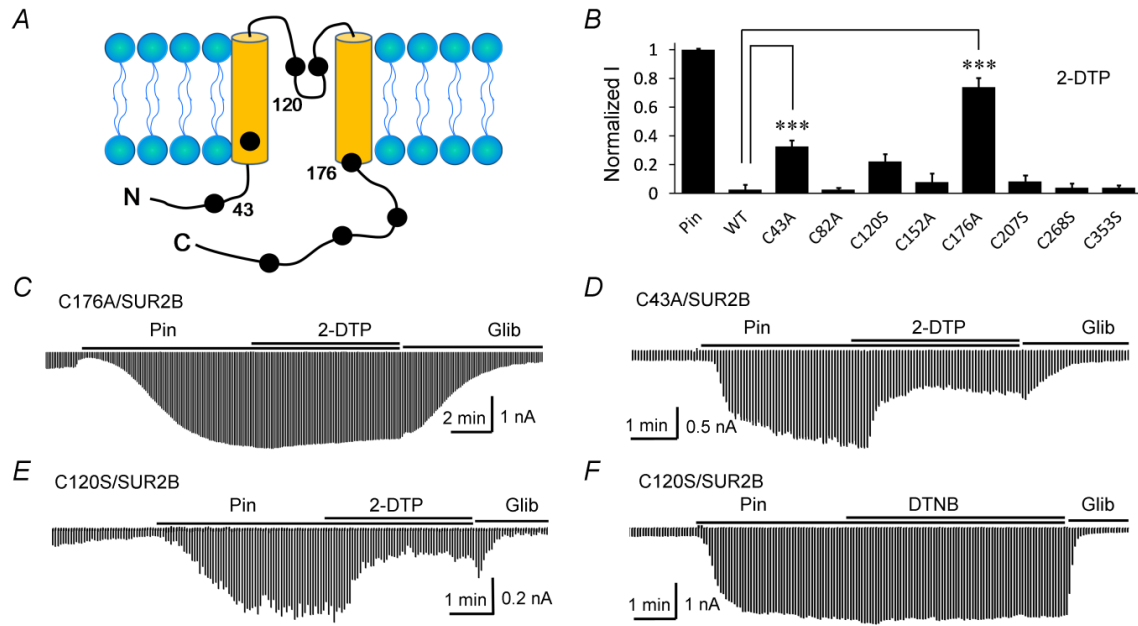 A
120
176
N
43
C
B
2-DTP
Normalized I
1
0.8
0.6
0.4
0.2
0
***
***
Pin
WT
C43A
C82A
C120S
C152A
C176A
C207S
C268S
C353S
C
C176A/SUR2B
Pin
2-DTP
Glib
2 min
1 nA
D
C43A/SUR2B
Pin
2-DTP
Glib
1 min
0.5 nA
E
C120S/SUR2B
Pin
2-DTP
Glib
1 min
0.2 nA
F
C120S/SUR2B
Pin
DTNB
Glib
1 min
1 nA